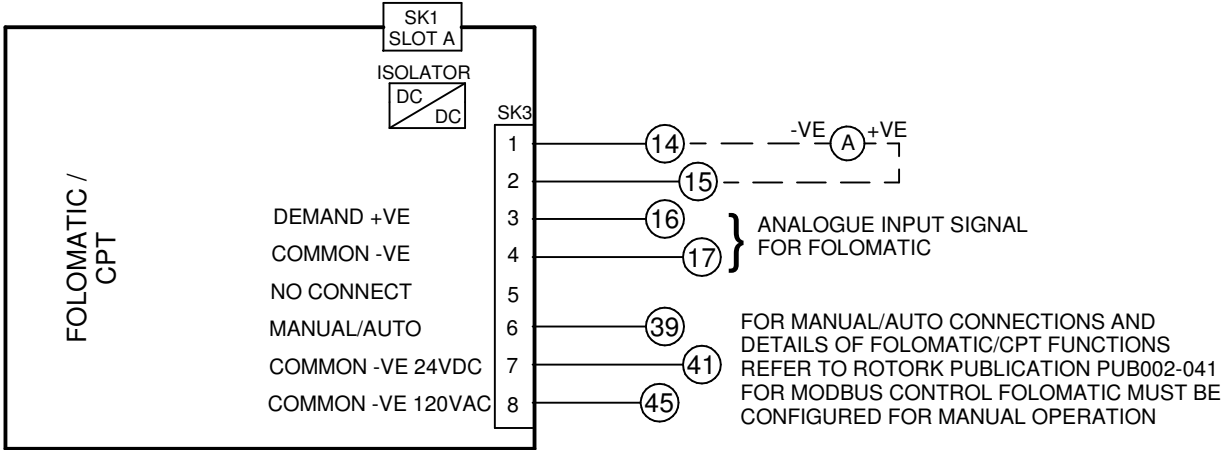 SK1
SLOT A
ISOLATOR
DC
DC
SK3
FOLOMATIC /
CPT
1
14
-VE
A
+VE
2
15
DEMAND +VE
3
16
COMMON -VE
4
17
}
ANALOGUE INPUT SIGNAL
FOR FOLOMATIC
NO CONNECT
5
MANUAL/AUTO
6
39
COMMON -VE 24VDC
7
41
COMMON -VE 120VAC
8
45
FOR MANUAL/AUTO CONNECTIONS AND
DETAILS OF FOLOMATIC/CPT FUNCTIONS
REFER TO ROTORK PUBLICATION PUB002-041
FOR MODBUS CONTROL FOLOMATIC MUST BE
CONFIGURED FOR MANUAL OPERATION